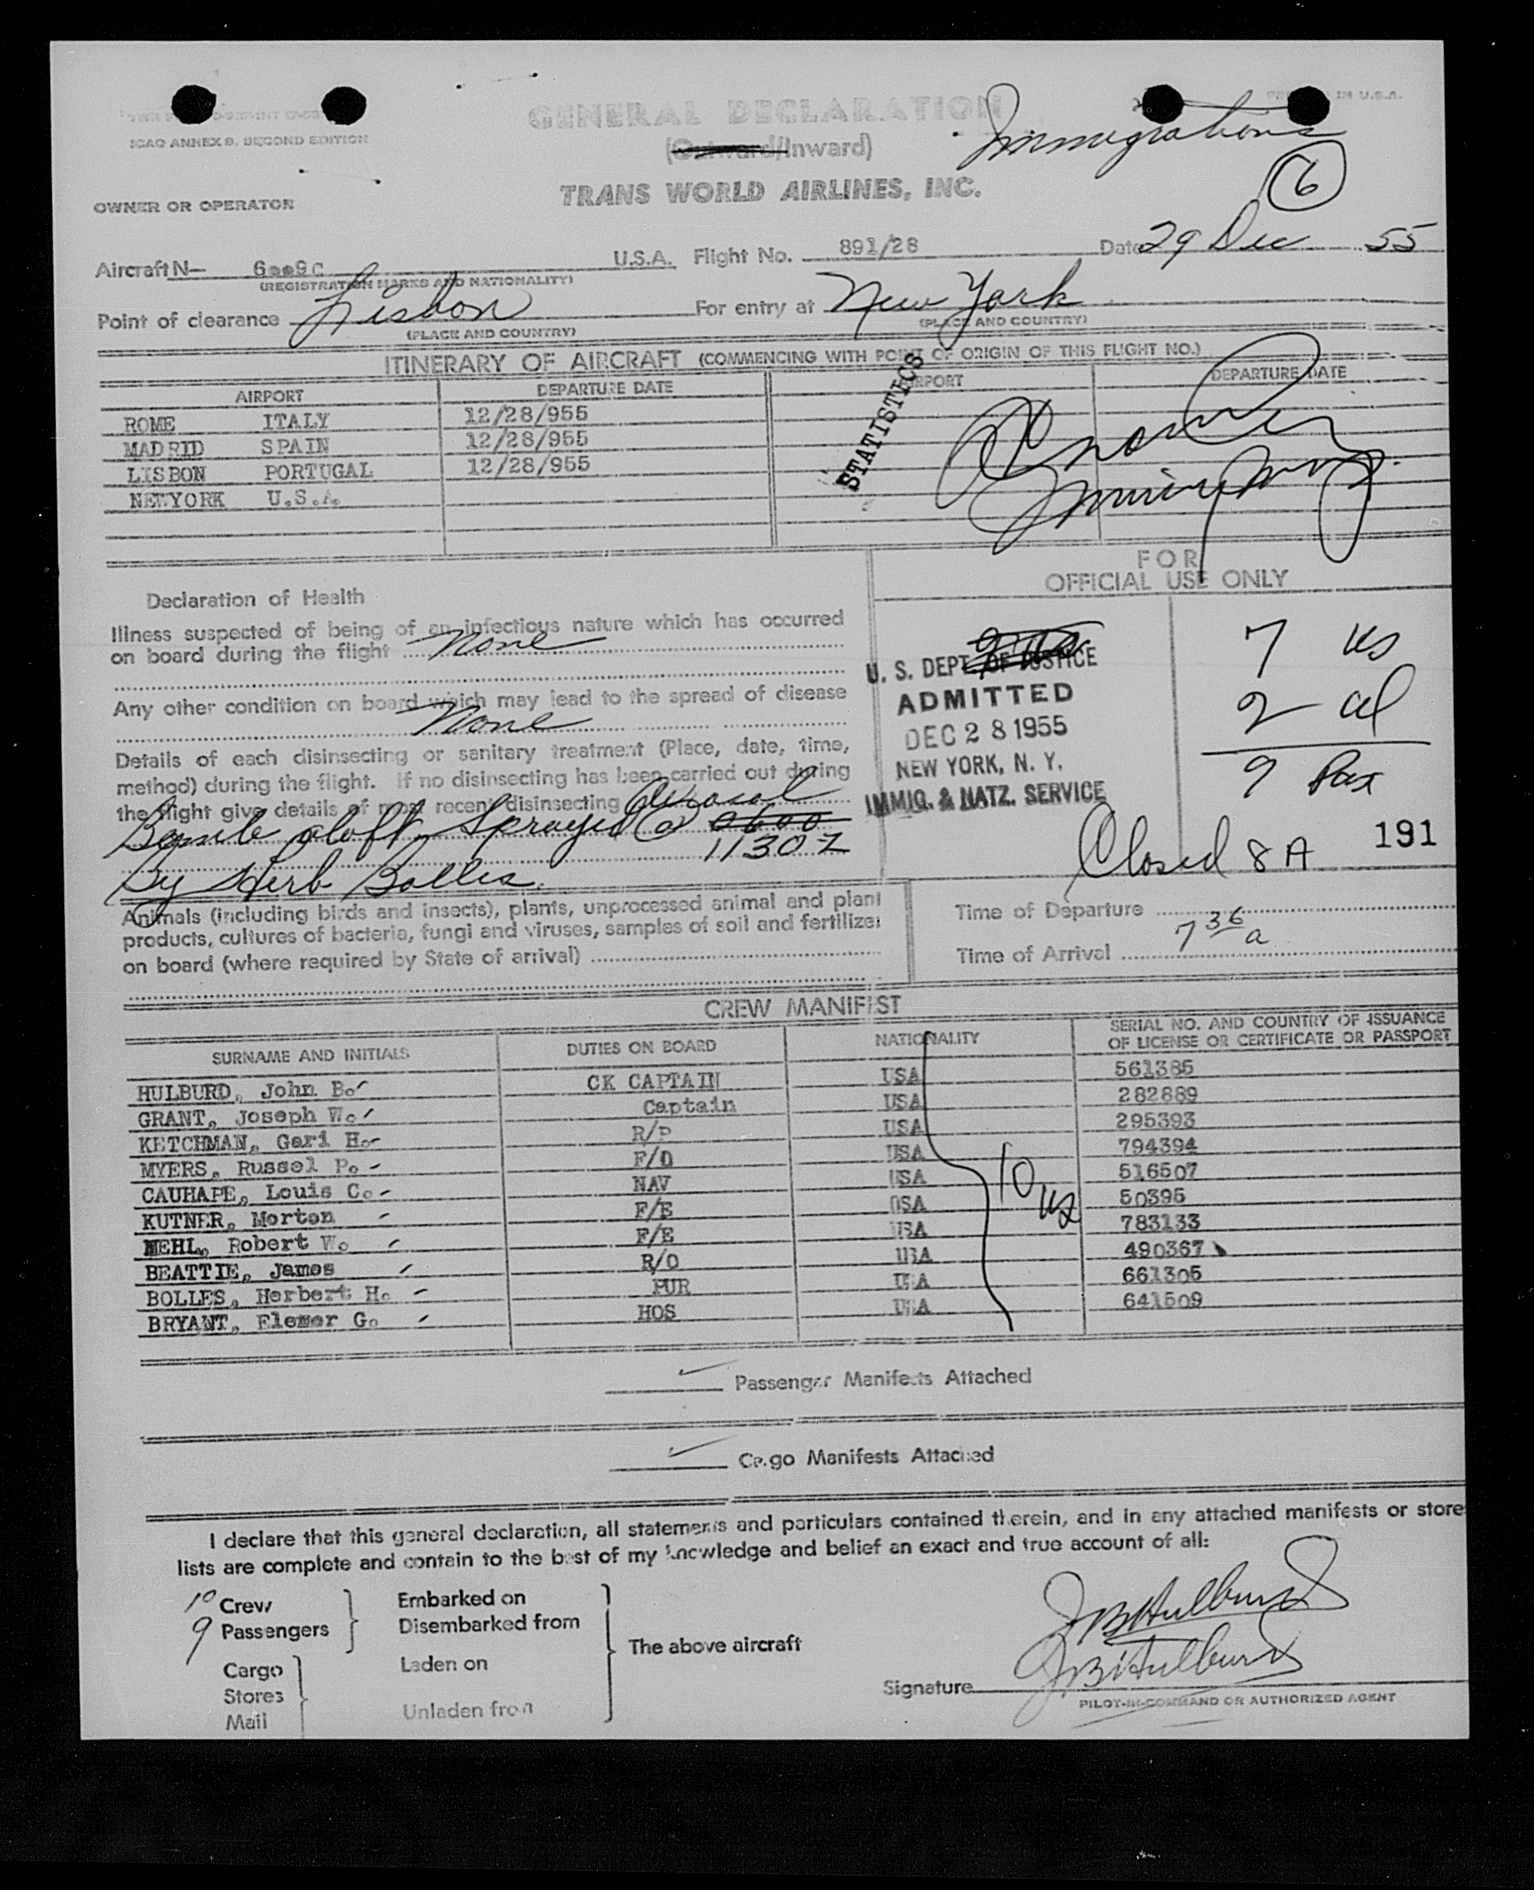 GENERAL DECLARATION
Immigrations
ICAO ANNEX 9, SECOND EDITION
(Outward/Inward)
6
OWNER OR OPERATOR
TRANS WORLD AIRLINES, INC.
Aircraft N- U.S.A. Flight No. 891/28 Date 29 Dec 55
(REGISTRATION MARKS AND NATIONALITY)
Point of clearance Lisbon For entry at New York
(PLACE AND COUNTRY) (PLACE AND COUNTRY)
ITINERARY OF AIRCRAFT (COMMENCING WITH POINT OF ORIGIN OF THIS FLIGHT NO.)
AIRPORT DEPARTURE DATE AIRPORT DEPARTURE DATE
ROME ITALY 12/28/955
MADRID SPAIN 12/28/955
LISBON PORTUGAL 12/28/955
NEWYORK U.S.A.
STATISTICS
FOR
OFFICIAL USE ONLY
Declaration of Health
Illness suspected of being of an infectious nature which has occurred
on board during the flight None
Any other condition on board which may lead to the spread of disease
None
Details of each disinsecting or sanitary treatment (Place, date, time,
method) during the flight. If no disinsecting has been carried out during
the flight give details of most recent disinsecting Aerosol
Bomb aloft. Sprayed @ 0600
1130Z
By Herb Bolles.
U. S. DEPT. OF JUSTICE
ADMITTED
DEC 28 1955
NEW YORK, N. Y.
IMMIG. & NATZ. SERVICE
7 us
2 al
9 Pax
Closed 8 A 191
Animals (including birds and insects), plants, unprocessed animal and plant
products, cultures of bacteria, fungi and viruses, samples of soil and fertilizer
on board (where required by State of arrival)
Time of Departure
Time of Arrival 7 36 a
CREW MANIFEST
SURNAME AND INITIALS DUTIES ON BOARD NATIONALITY SERIAL NO. AND COUNTRY OF ISSUANCE
OF LICENSE OR CERTIFICATE OR PASSPORT
HULBURD, John B. CK CAPTAIN USA 561385
GRANT, Joseph W. Captain USA 282889
KETCHMAN, Gari H. R/P USA 295393
MYERS, Russel P. F/O USA 794394
CAUHAPE, Louis C. NAV USA 516507
KUTNER, Morton F/E USA 50395
MEHL, Robert W. F/E USA 783133
BEATTIE, James R/O USA 490367
BOLLES, Herbert H. PUR USA 661305
BRYANT, Elemer G. HOS USA 641509
10 us
Passenger Manifests Attached
Cargo Manifests Attached
I declare that this general declaration, all statements and particulars contained therein, and in any attached manifests or store
lists are complete and contain to the best of my knowledge and belief an exact and true account of all:
10 Crew
9 Passengers
Embarked on
Disembarked from
Cargo
Stores
Mail
Laden on
Unladen from
The above aircraft
JB Hulburd
JB Hulburd
Signature
PILOT-IN-COMMAND OR AUTHORIZED AGENT